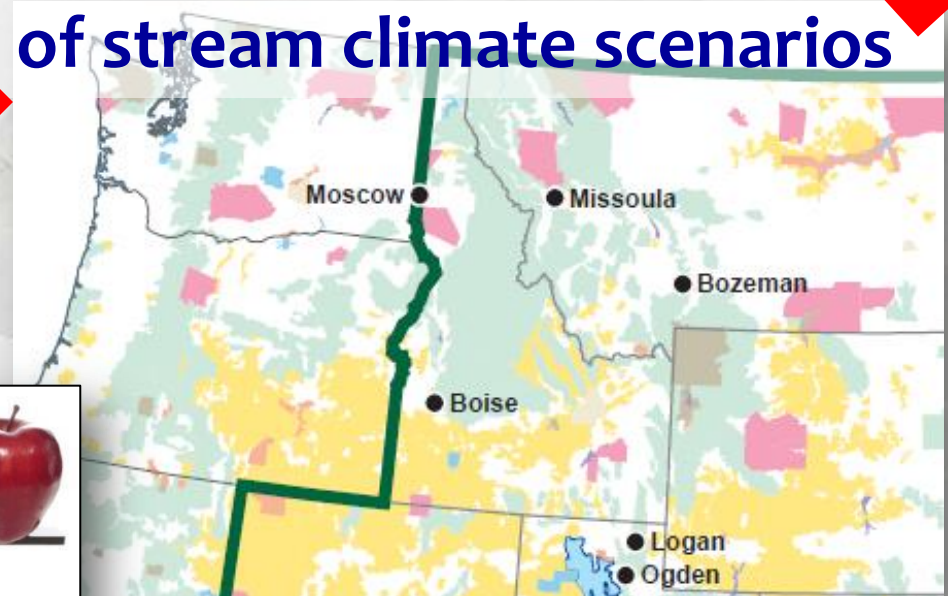 of stream climate scenarios
Moscow
Missoula
Bozeman
Boise
Logan
Ogden